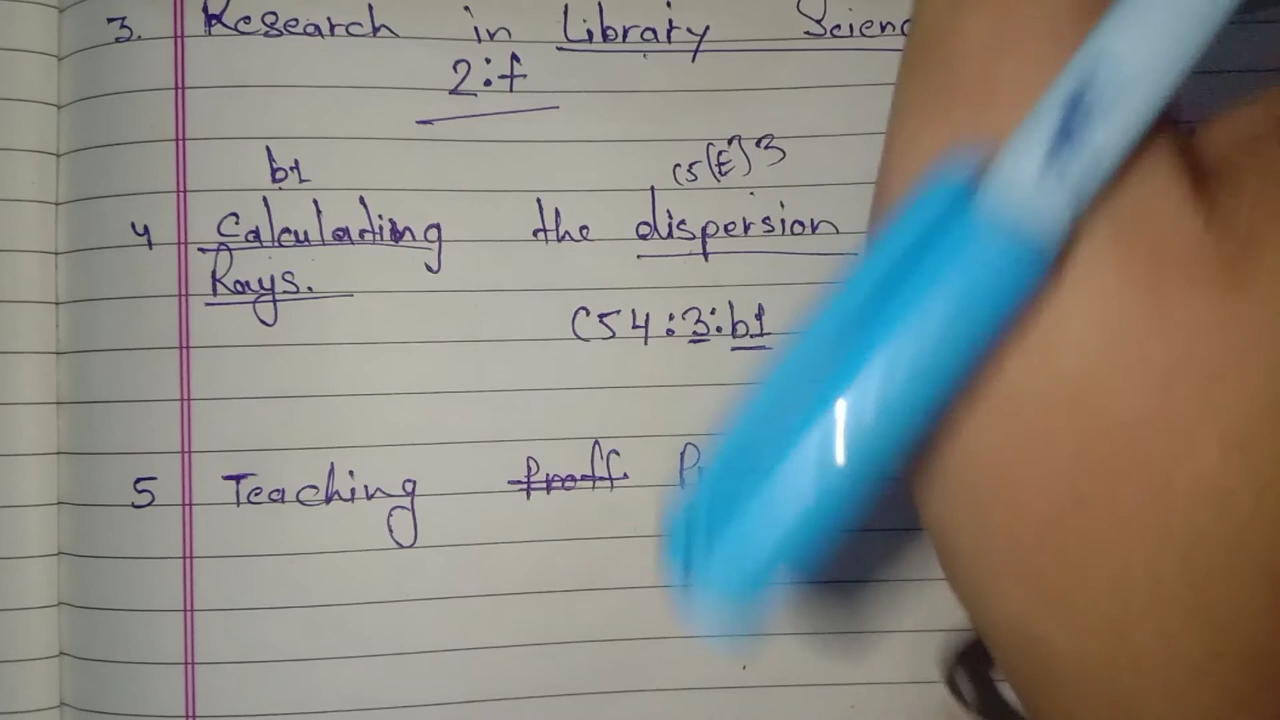 3. Research in Library Scienc
2:f
b1 C5[E]3
4 Calculating the dispersion
Rays.
C54:3:b1
5 Teaching Proff P